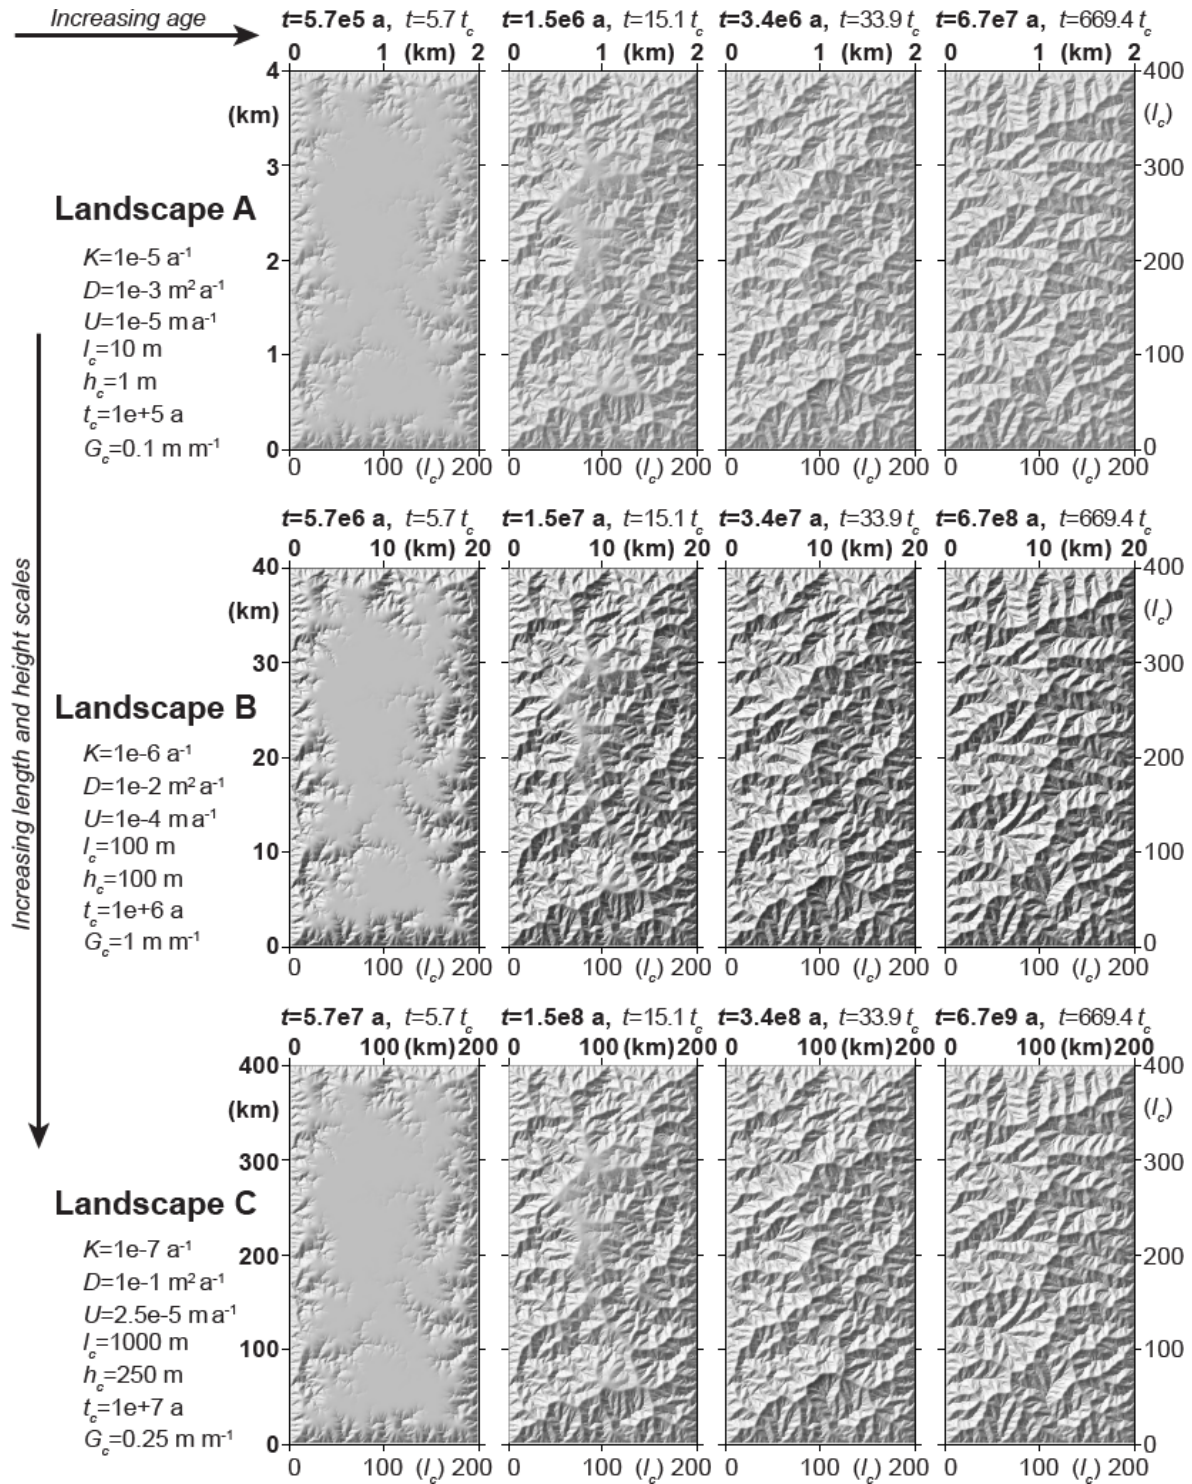 Increasing age
t=5.7e5 a, t=5.7 t_c t=1.5e6 a, t=15.1 t_c t=3.4e6 a, t=33.9 t_c t=6.7e7 a, t=669.4 t_c
0 1 (km) 2 0 1 (km) 2 0 1 (km) 2 0 1 (km) 2
4 400
(km) (l_c)
3 300
Landscape A
K=1e-5 a⁻¹
2 200
D=1e-3 m² a⁻¹
U=1e-5 m a⁻¹
l_c=10 m
1 100
h_c=1 m
t_c=1e+5 a
G_c=0.1 m m⁻¹
0 0
0 100 (l_c) 200 0 100 (l_c) 200 0 100 (l_c) 200 0 100 (l_c) 200
Increasing length and height scales
t=5.7e6 a, t=5.7 t_c t=1.5e7 a, t=15.1 t_c t=3.4e7 a, t=33.9 t_c t=6.7e8 a, t=669.4 t_c
0 10 (km) 20 0 10 (km) 20 0 10 (km) 20 0 10 (km) 20
40 400
(km) (l_c)
30 300
Landscape B
K=1e-6 a⁻¹
20 200
D=1e-2 m² a⁻¹
U=1e-4 m a⁻¹
l_c=100 m
10 100
h_c=100 m
t_c=1e+6 a
G_c=1 m m⁻¹
0 0
0 100 (l_c) 200 0 100 (l_c) 200 0 100 (l_c) 200 0 100 (l_c) 200
t=5.7e7 a, t=5.7 t_c t=1.5e8 a, t=15.1 t_c t=3.4e8 a, t=33.9 t_c t=6.7e9 a, t=669.4 t_c
0 100 (km) 200 0 100 (km) 200 0 100 (km) 200 0 100 (km) 200
400 400
(km) (l_c)
300 300
Landscape C
K=1e-7 a⁻¹
200 200
D=1e-1 m² a⁻¹
U=2.5e-5 m a⁻¹
l_c=1000 m
100 100
h_c=250 m
t_c=1e+7 a
G_c=0.25 m m⁻¹
0 0
0 100 (l_c) 200 0 100 (l_c) 200 0 100 (l_c) 200 0 100 (l_c) 200